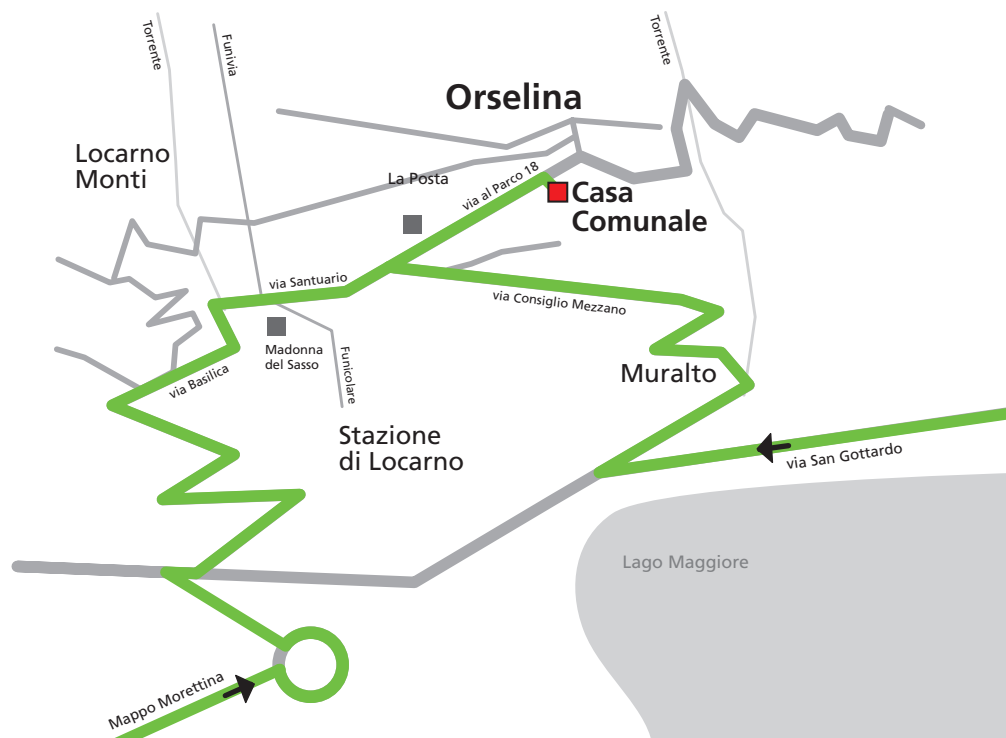 Torrente
Funivia
Torrente
Orselina
Locarno
Monti
La Posta
via al Parco 18
Casa
Comunale
via Santuario
via Consiglio Mezzano
Madonna
del Sasso
Funicolare
via Basilica
Muralto
Stazione
di Locarno
via San Gottardo
Lago Maggiore
Mappo Morettina